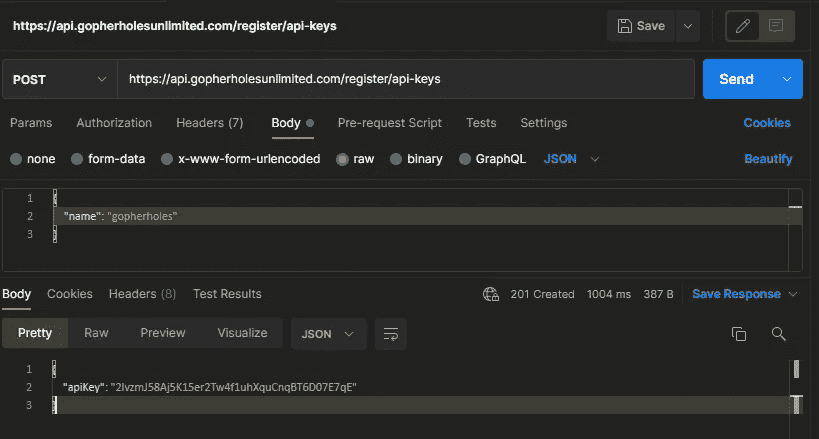 https://api.gopherholesunlimited.com/register/api-keys
Save
POST https://api.gopherholesunlimited.com/register/api-keys Send
Params Authorization Headers (7) Body Pre-request Script Tests Settings Cookies
none form-data x-www-form-urlencoded raw binary GraphQL JSON Beautify
1 {
2 "name": "gopherholes"
3 }
Body Cookies Headers (8) Test Results 201 Created 1004 ms 387 B Save Response
Pretty Raw Preview Visualize JSON
1 {
2 "apiKey": "2IvzmJ58Aj5K15er2Tw4f1uhXquCnqBT6D07E7qE"
3 }